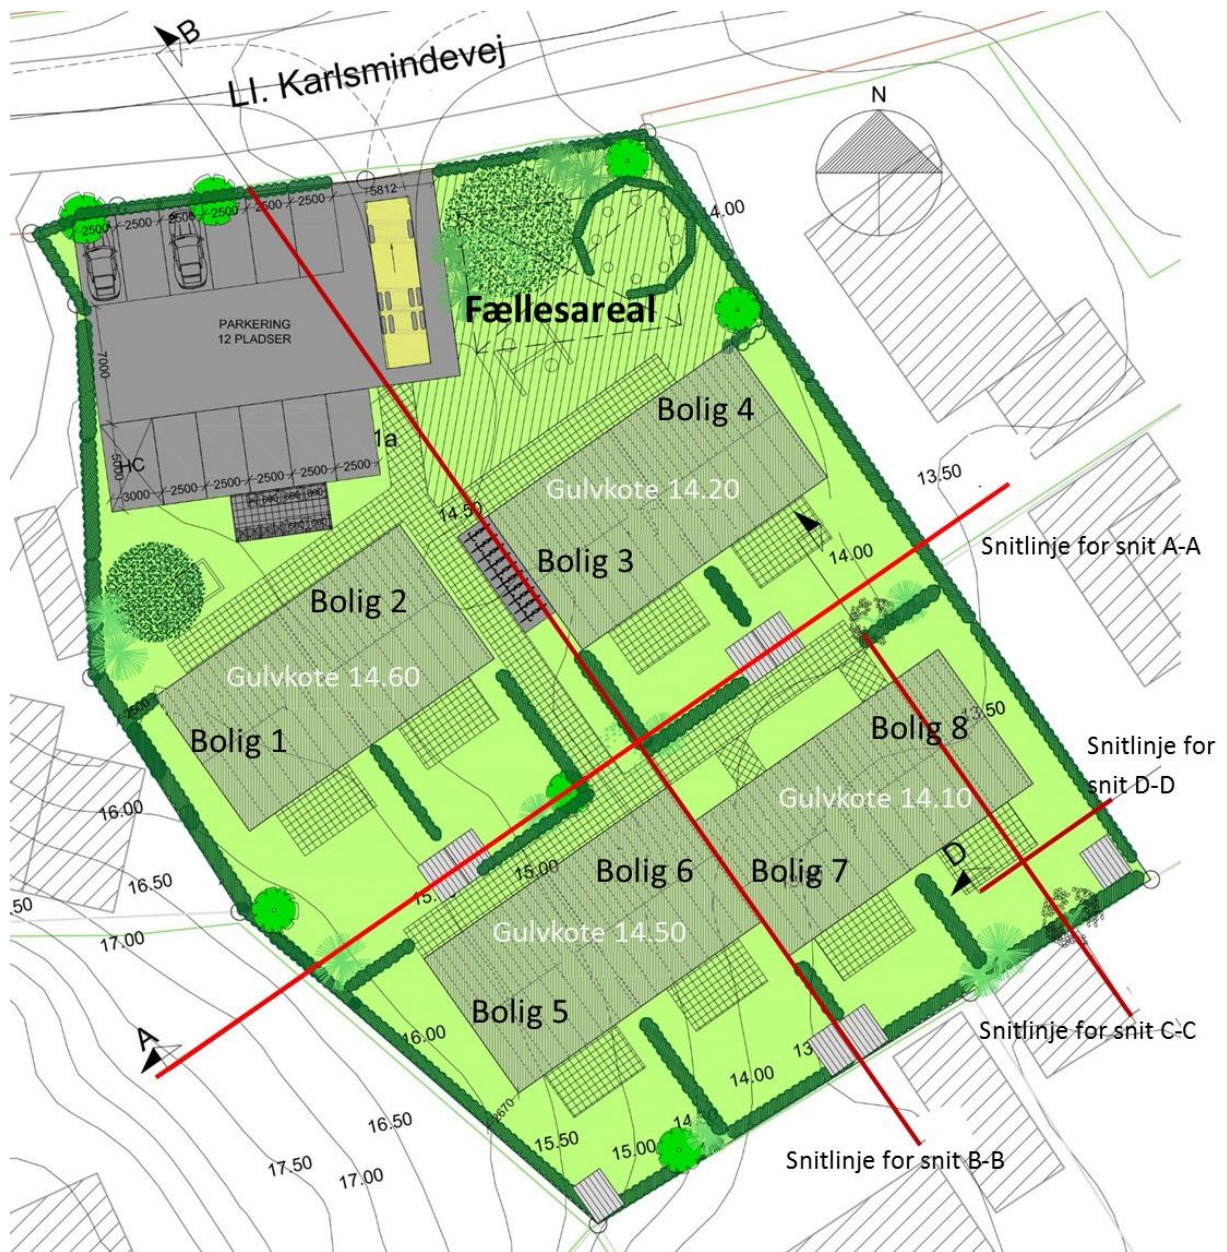 B
Ll. Karlsmindevej
N
5812
2500
2500
2500
2500
2500
2500
14.00
Fællesareal
PARKERING
12 PLADSER
7000
Bolig 4
1a
HC
5000
3000
2500
2500
2500
2500
2500
13.50
Gulvkote 14.20
14.50
Snitlinje for snit A-A
14.00
Bolig 3
Bolig 2
Gulvkote 14.60
2500
Bolig 1
13.50
Bolig 8
Snitlinje for
snit D-D
16.00
Gulvkote 14.10
15.00
Bolig 6
Bolig 7
D
16.50
.50
17.00
Gulvkote 14.50
Bolig 5
A
16.00
Snitlinje for snit C-C
14.00
2670
16.50
15.50
15.00
17.50
17.00
Snitlinje for snit B-B